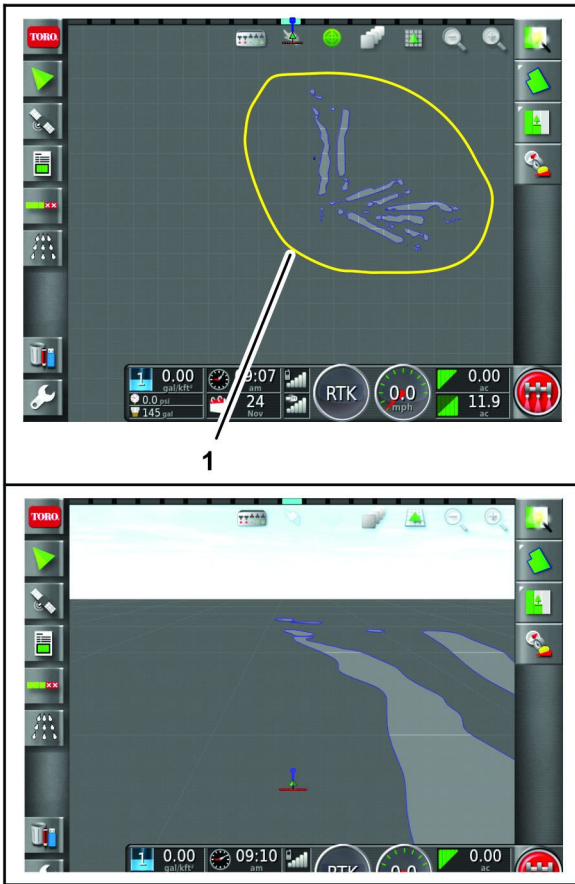 TORO
1 0.00 9:07
gal/kft² am
0.0 psi 24
145 gal Nov
RTK
0.0
mph
0.00
ac
11.9
ac
1
TORO
1 0.00 09:10
gal/kft² am
RTK 0.0
0.00
ac